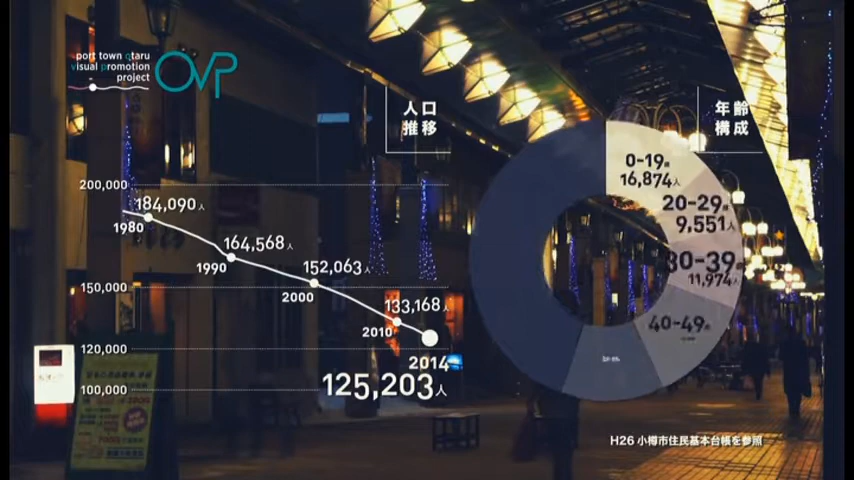 port town otaru
visual promotion
project
OVP
人口
推移
年齢
構成
200,000
184,090人
1980
164,568人
1990
152,063人
2000
150,000
133,168人
2010
120,000
2014
125,203人
100,000
0-19歳
16,874人
20-29歳
9,551人
30-39歳
11,974人
40-49歳
H26 小樽市住民基本台帳を参照